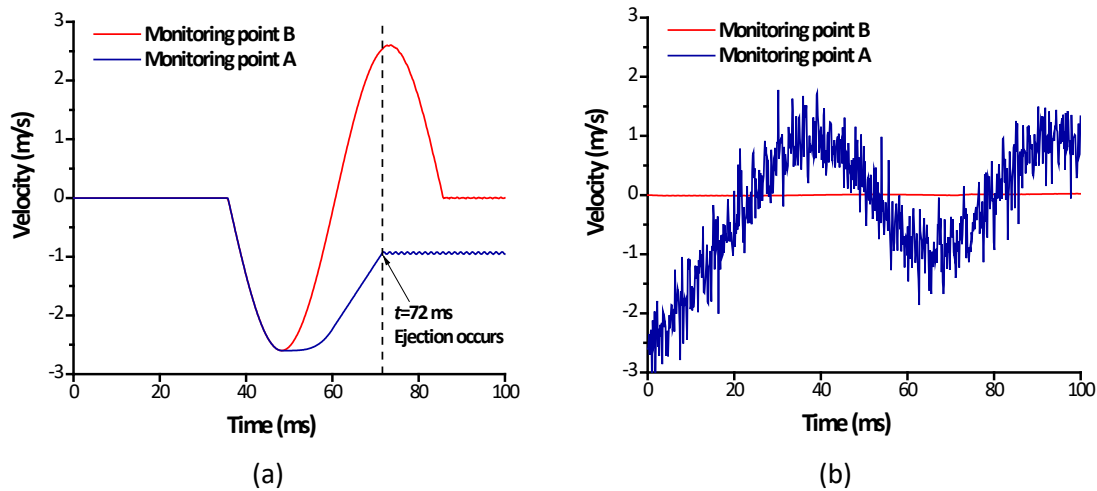 Velocity (m/s)
3
2
1
0
-1
-2
-3
Monitoring point B
Monitoring point A
t=72 ms
Ejection occurs
0
20
40
60
80
100
Time (ms)
(a)
Velocity (m/s)
3
2
1
0
-1
-2
-3
Monitoring point B
Monitoring point A
0
20
40
60
80
100
Time (ms)
(b)